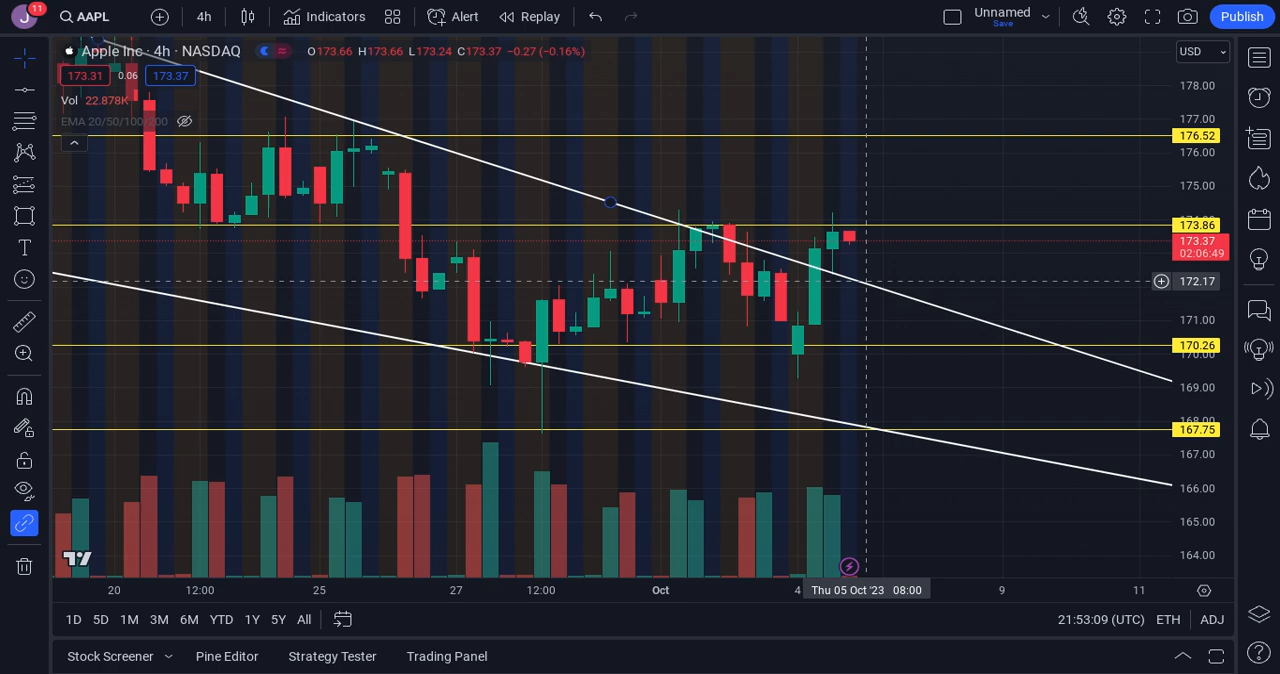 J 11 AAPL 4h Indicators Alert Replay Unnamed Save Publish
Apple Inc · 4h · NASDAQ ≈ O173.66 H173.66 L173.24 C173.37 −0.27 (−0.16%) USD
173.31 0.06 173.37
178.00
Vol 22.878K
177.00
EMA 20/50/100/200
176.52
176.00
175.00
173.86
173.37
02:06:49
172.17
171.00
170.26
170.00
169.00
168.00
167.75
167.00
166.00
165.00
164.00
20 12:00 25 27 12:00 Oct 4 Thu 05 Oct '23 08:00 9 11
1D 5D 1M 3M 6M YTD 1Y 5Y All 21:53:09 (UTC) ETH ADJ
Stock Screener Pine Editor Strategy Tester Trading Panel